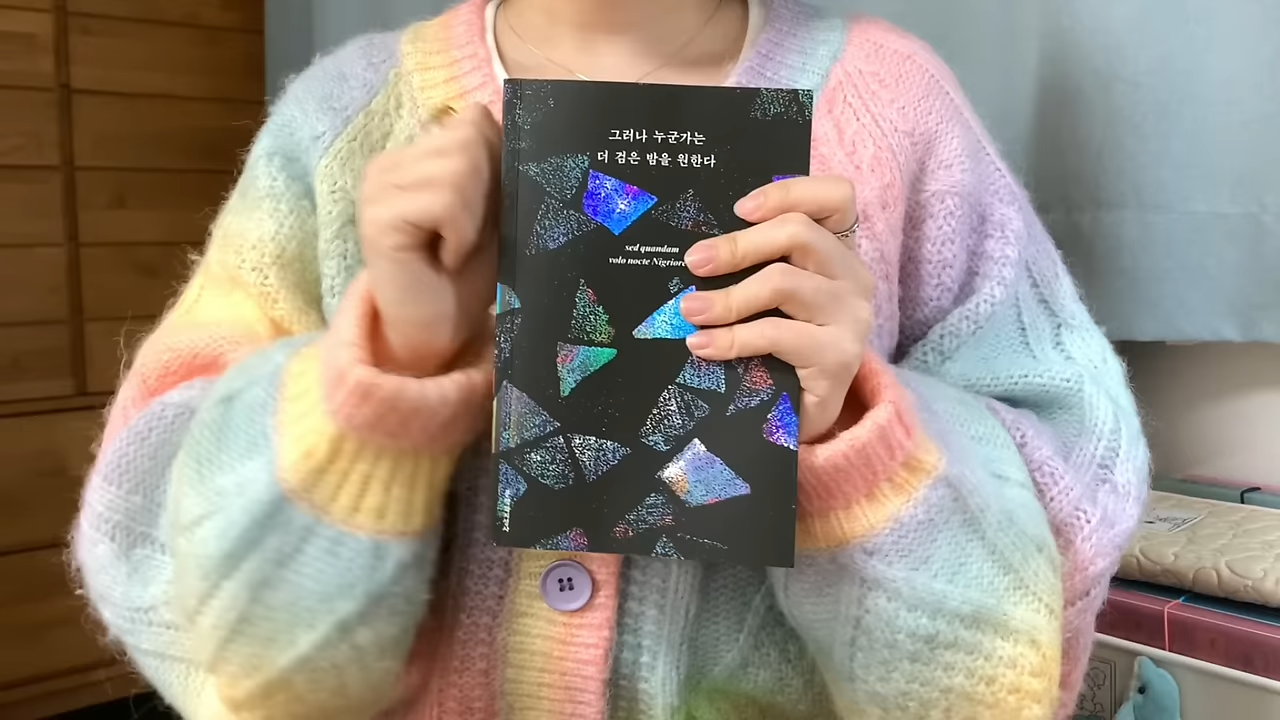 그러나 누군가는
더 검은 밤을 원한다
sed quandam
volo nocte Nigriore